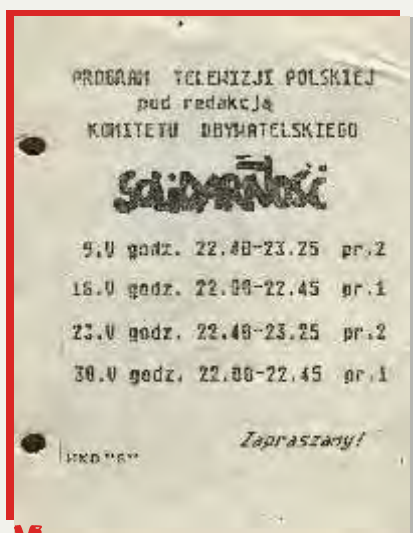 PROGRAM TELEWIZJI POLSKIEJ
pod redakcją
KOMITETU OBYWATELSKIEGO
SOLIDARNOŚĆ
9.V godz. 22.40-23.25 pr.2
16.V godz. 22.00-22.45 pr.1
23.V godz. 22.40-23.25 pr.2
30.V godz. 22.00-22.45 pr.1
Zapraszamy!
MKO "S"